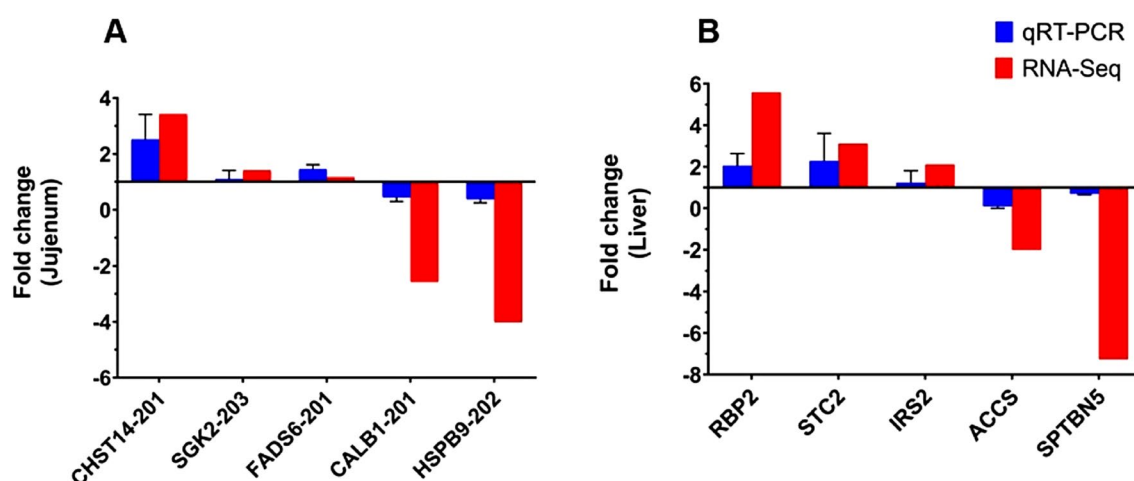 A
B
qRT-PCR
RNA-Seq
Fold change
(Jujenum)
4
2
0
-2
-4
-6
CHST14-201
SGK2-203
FADS6-201
CALB1-201
HSPB9-202
Fold change
(Liver)
6
4
2
0
-2
-4
-6
-8
RBP2
STC2
IRS2
ACCS
SPTBN5